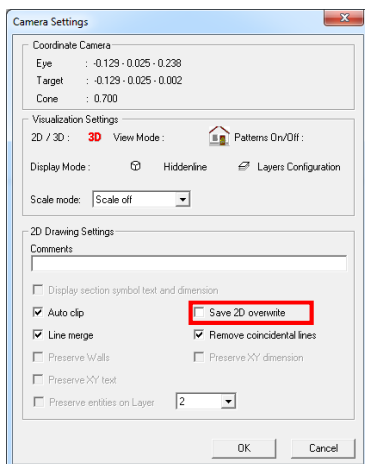 Camera Settings
Coordinate Camera
Eye : -0.129 - 0.025 - 0.238
Target : -0.129 - 0.025 - 0.002
Cone : 0.700
Visualization Settings
2D / 3D : 3D View Mode : Patterns On/Off :
Display Mode : Hiddenline Layers Configuration
Scale mode: Scale off
2D Drawing Settings
Comments
Display section symbol text and dimension
Auto clip Save 2D overwrite
Line merge Remove coincidental lines
Preserve Walls Preserve XY dimension
Preserve XY text
Preserve entities on Layer 2
OK Cancel